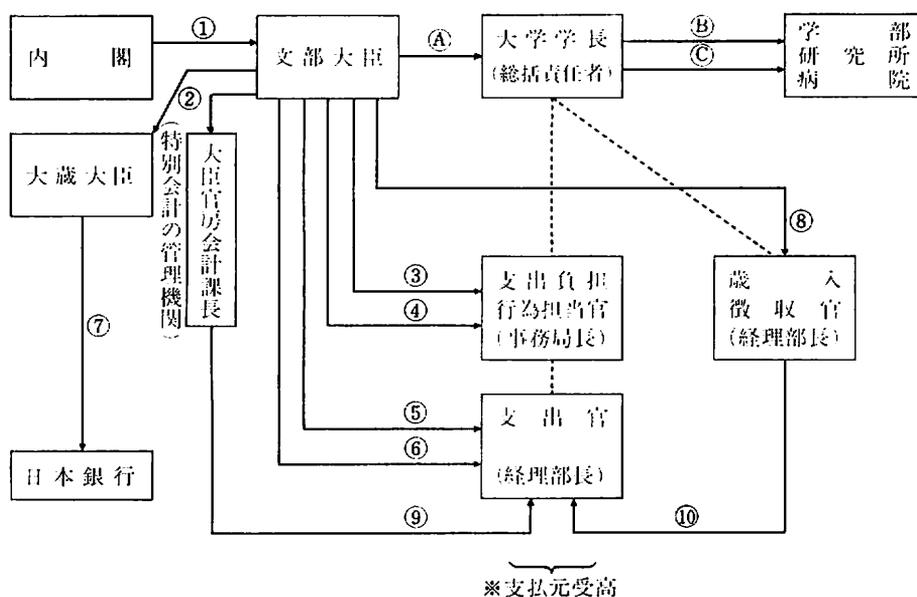 内閣
①
文部大臣
Ⓐ
大学学長
(総括責任者)
Ⓑ
Ⓒ
学部
研究所
病院
②
大蔵大臣
(特別会計の管理機関)
大臣官房会計課長
③
④
支出負担
行為担当官
(事務局長)
⑧
歳入
徴収官
(経理部長)
⑦
⑤
⑥
支出官
(経理部長)
日本銀行
⑨
⑩
※支払元受高